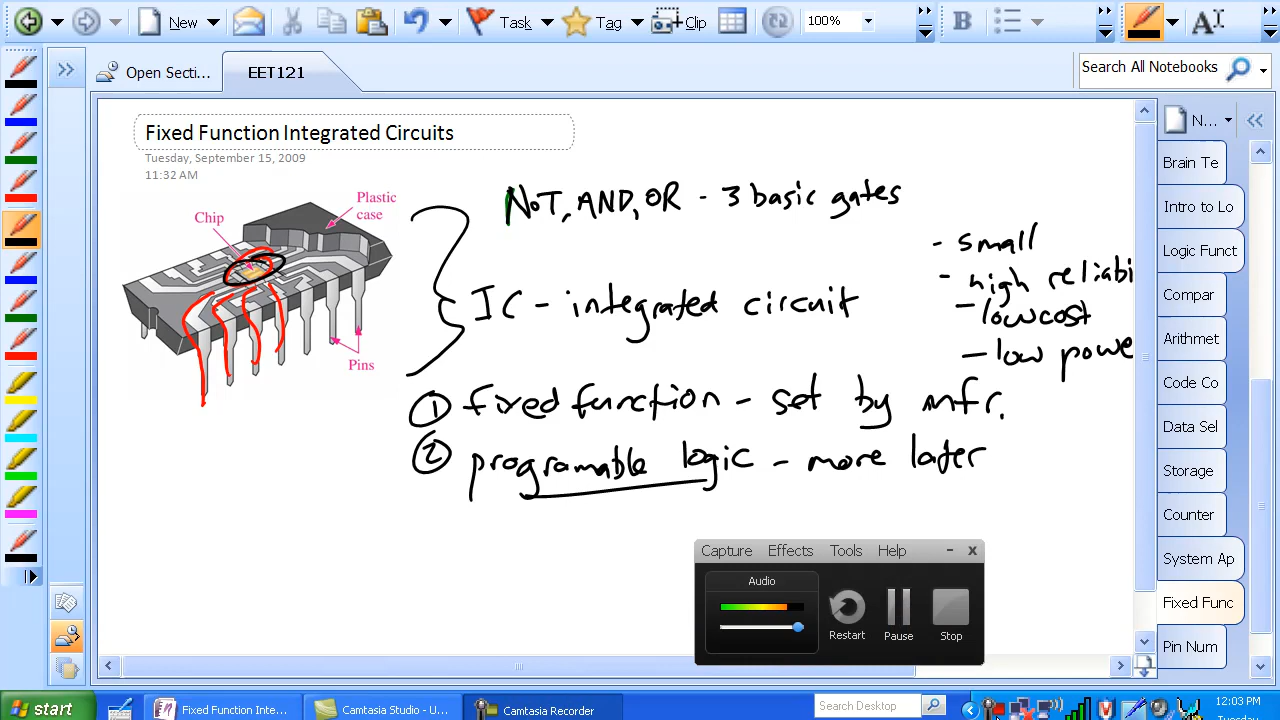 New
Task
Tag
Clip
100%
B
A
Open Secti...
EET121
Search All Notebooks
Fixed Function Integrated Circuits
Tuesday, September 15, 2009
11:32 AM
N...
Brain Te
Intro to Lo
Logic Funct
Compar
Arithmet
Code Co
Data Sel
Storage
Counter
System Ap
Fixed Func
Pin Num
Plastic
case
Chip
Pins
NOT, AND, OR - 3 basic gates
- small
- high reliabi
- low cost
- low powe
IC - integrated circuit
① fixed function - set by mfr.
② programable logic - more later
Capture Effects Tools Help
Audio
Restart
Pause
Stop
start
Fixed Function Inte...
Camtasia Studio - U...
Camtasia Recorder
Search Desktop
12:03 PM
Tuesday